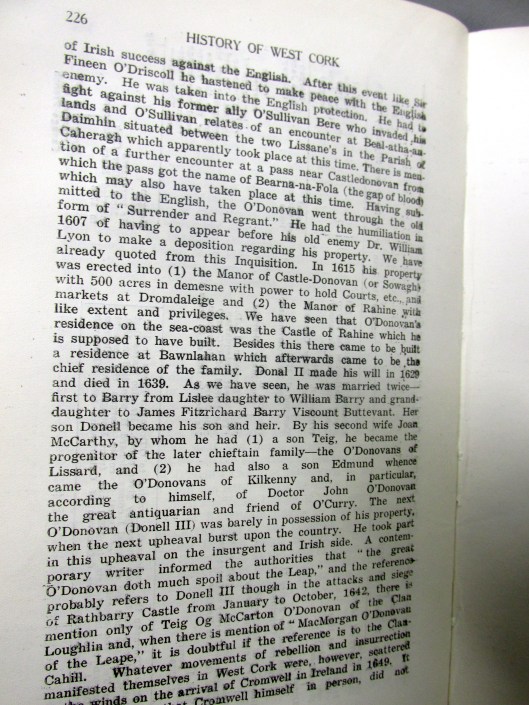 226
HISTORY OF WEST CORK
of Irish success against the English. After this event like Sir
Fineen O'Driscoll he hastened to make peace with the English
enemy. He was taken into the English protection. He had to
fight against his former ally O'Sullivan Bere who invaded his
lands and O'Sullivan relates of an encounter at Beal-atha-an-
Daimhin situated between the two Lissane's in the Parish of
Caheragh which apparently took place at this time. There is men-
tion of a further encounter at a pass near Castledonovan from
which the pass got the name of Bearna-na-Fola (the gap of blood)
which may also have taken place at this time. Having sub-
mitted to the English, the O'Donovan went through the old
form of "Surrender and Regrant." He had the humiliation in
1607 of having to appear before his old enemy Dr. William
Lyon to make a deposition regarding his property. We have
already quoted from this Inquisition. In 1615 his property
was erected into (1) the Manor of Castle-Donovan (or Sowagh)
with 500 acres in demesne with power to hold Courts, etc., and
markets at Dromdaleige and (2) the Manor of Rahine with
like extent and privileges. We have seen that O'Donovan's
residence on the sea-coast was the Castle of Rahine which he
is supposed to have built. Besides this there came to be built
a residence at Bawnlahan which afterwards came to be the
chief residence of the family. Donal II made his will in 1629
and died in 1639. As we have seen, he was married twice—
first to Barry from Lislee daughter to William Barry and grand-
daughter to James Fitzrichard Barry Viscount Buttevant. Her
son Donell became his son and heir. By his second wife Joan
McCarthy, by whom he had (1) a son Teig, he became the
progenitor of the later chieftain family—the O'Donovans of
Lissard, and (2) he had also a son Edmund whence
came the O'Donovans of Kilkenny and, in particular,
according to himself, of Doctor John O'Donovan
the great antiquarian and friend of O'Curry. The next
O'Donovan (Donell III) was barely in possession of his property,
when the next upheaval burst upon the country. He took part
in this upheaval on the insurgent and Irish side. A contem-
porary writer informed the authorities that "the great
O'Donovan doth much spoil about the Leap," and the reference
probably refers to Donell III though in the attacks and siege
of Rathbarry Castle from January to October, 1642, there is
mention only of Teig Og McCarton O'Donovan of the Clan
Loughlin and, when there is mention of "MacMorgan O'Donovan
of the Leape," it is doubtful if the reference is to the Clan-
Cahill. Whatever movements of rebellion and insurrection
manifested themselves in West Cork were, however, scattered
the winds on the arrival of Cromwell in Ireland in 1649. It
that Cromwell himself in person, did not